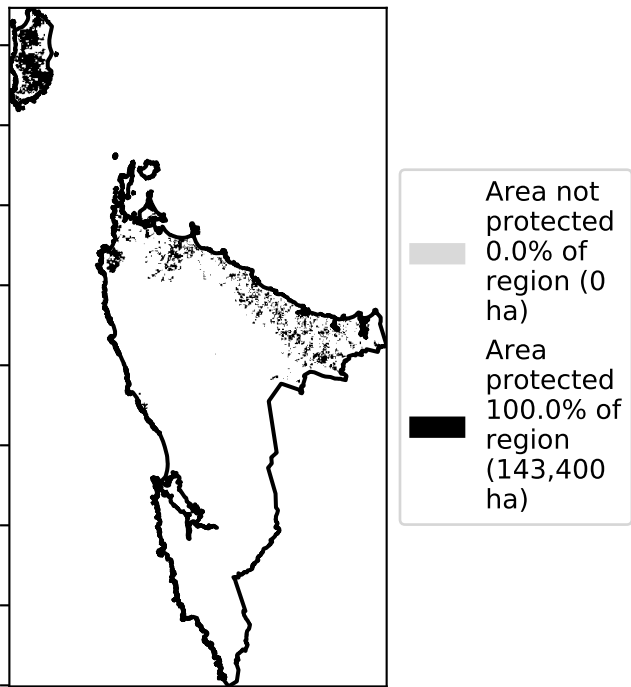 Area not
protected
0.0% of
region (0
ha)
Area
protected
100.0% of
region
(143,400
ha)